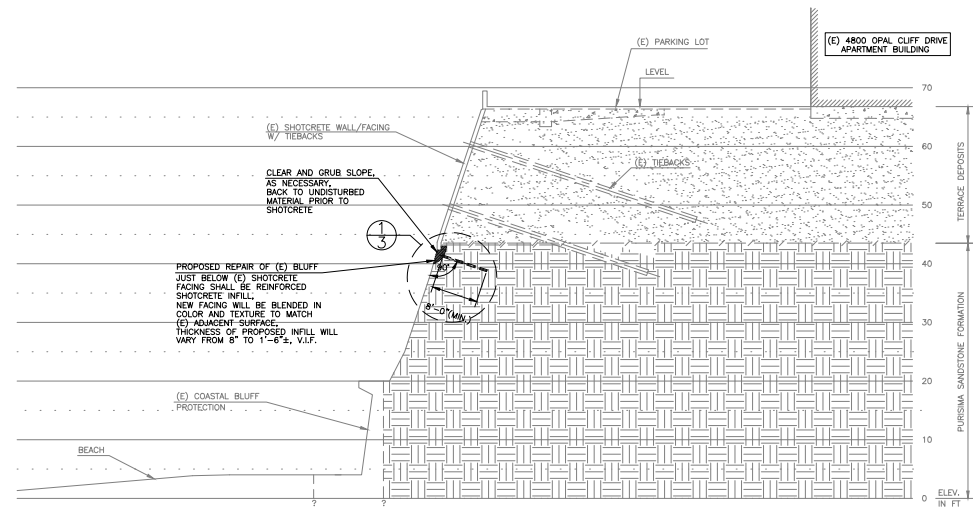 (E) PARKING LOT
(E) 4800 OPAL CLIFF DRIVE
APARTMENT BUILDING
LEVEL
70
(E) SHOTCRETE WALL/FACING
W/ TIEBACKS
60
(E) TIEBACKS
TERRACE DEPOSITS
CLEAR AND GRUB SLOPE,
AS NECESSARY,
BACK TO UNDISTURBED
MATERIAL PRIOR TO
SHOTCRETE
50
1
3
40
90°
8'-0"(MIN.)
PROPOSED REPAIR OF (E) BLUFF
JUST BELOW (E) SHOTCRETE
FACING SHALL BE REINFORCED
SHOTCRETE INFILL,
NEW FACING WILL BE BLENDED IN
COLOR AND TEXTURE TO MATCH
(E) ADJACENT SURFACE,
THICKNESS OF PROPOSED INFILL WILL
VARY FROM 8" TO 1'-6"±, V.I.F.
30
PURISIMA SANDSTONE FORMATION
20
(E) COASTAL BLUFF
PROTECTION
10
BEACH
0
ELEV.
IN FT
?
?